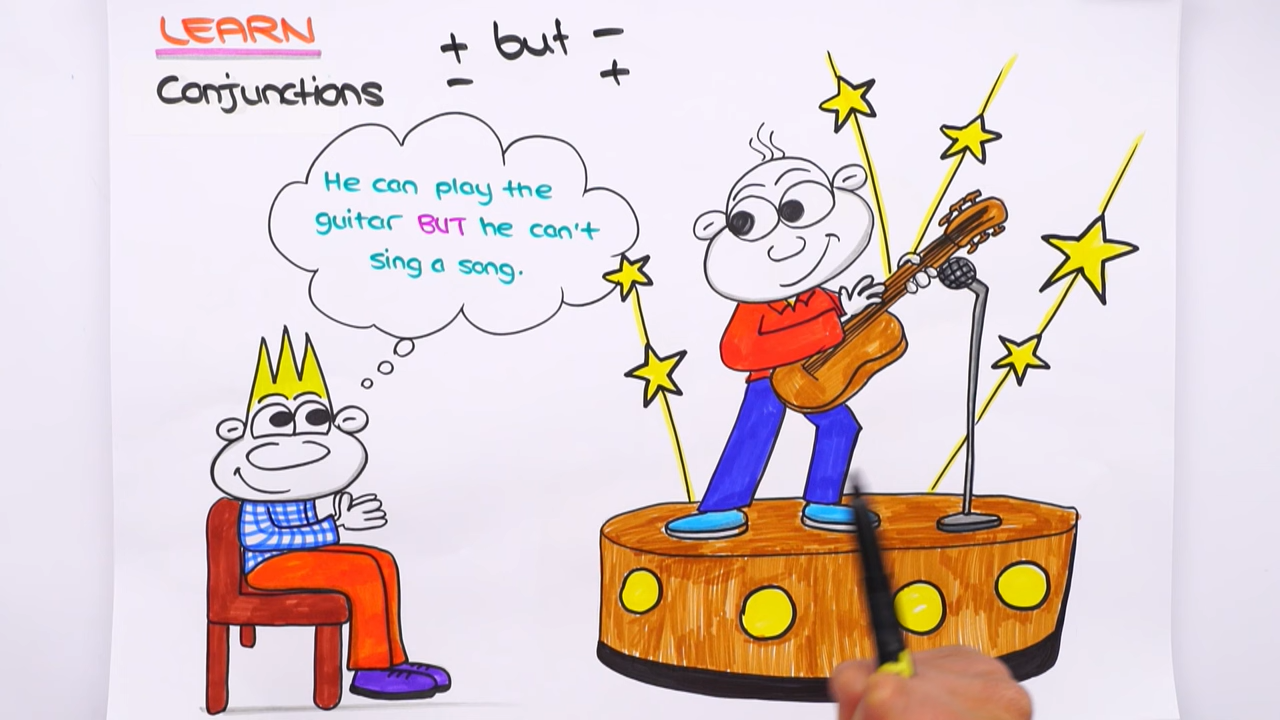 LEARN
Conjunctions
+ but -
- +
He can play the
guitar BUT he can't
sing a song.